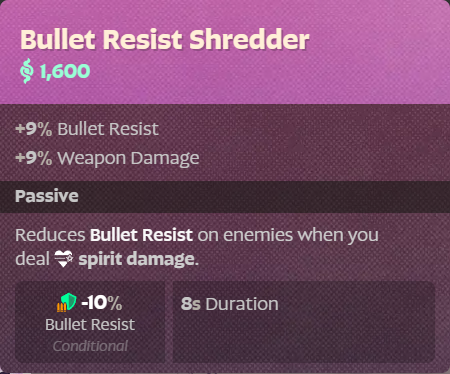 Bullet Resist Shredder
1,600
+9% Bullet Resist
+9% Weapon Damage
Passive
Reduces Bullet Resist on enemies when you
deal spirit damage.
-10%
Bullet Resist
Conditional
8s Duration